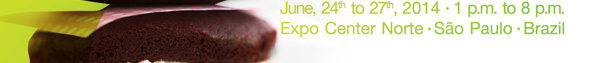 June, 24th to 27th, 2014 • 1 p.m. to 8 p.m.
Expo Center Norte • São Paulo • Brazil